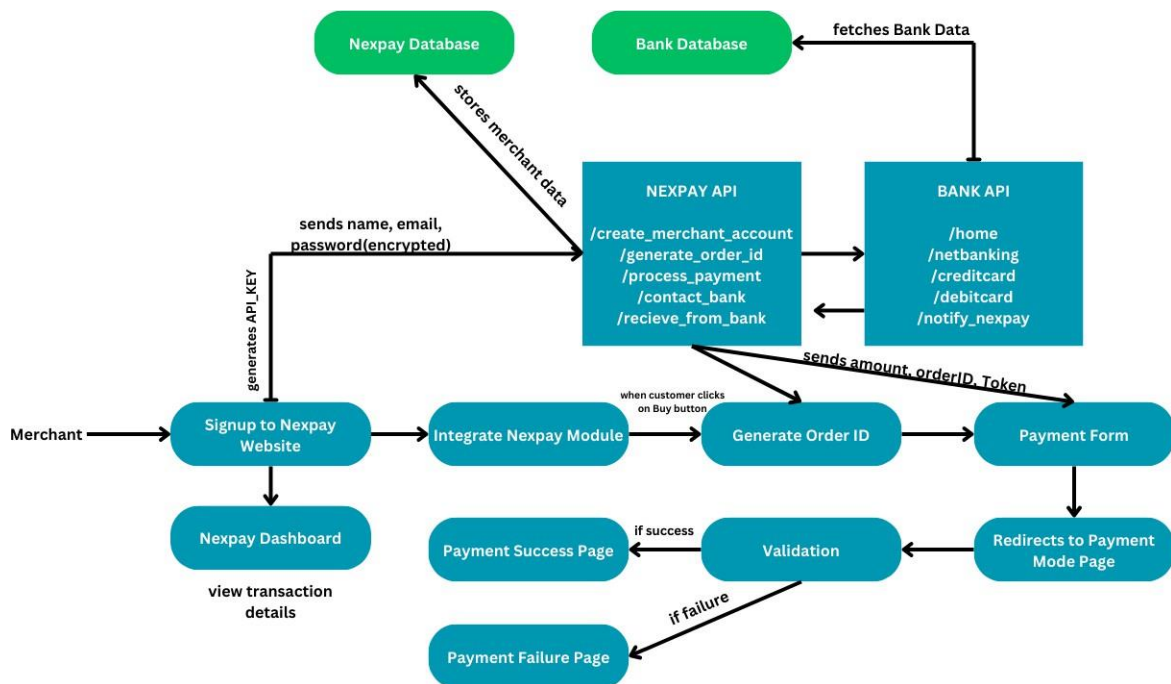 Nexpay Database
Bank Database
fetches Bank Data
stores merchant data
NEXPAY API
/create_merchant_account
/generate_order_id
/process_payment
/contact_bank
/recieve_from_bank
BANK API
/home
/netbanking
/creditcard
/debitcard
/notify_nexpay
sends name, email,
password(encrypted)
generates API_KEY
sends amount, orderID, Token
when customer clicks
on Buy button
Merchant
Signup to Nexpay
Website
Integrate Nexpay Module
Generate Order ID
Payment Form
Nexpay Dashboard
view transaction
details
Payment Success Page
if success
Validation
Redirects to Payment
Mode Page
if failure
Payment Failure Page